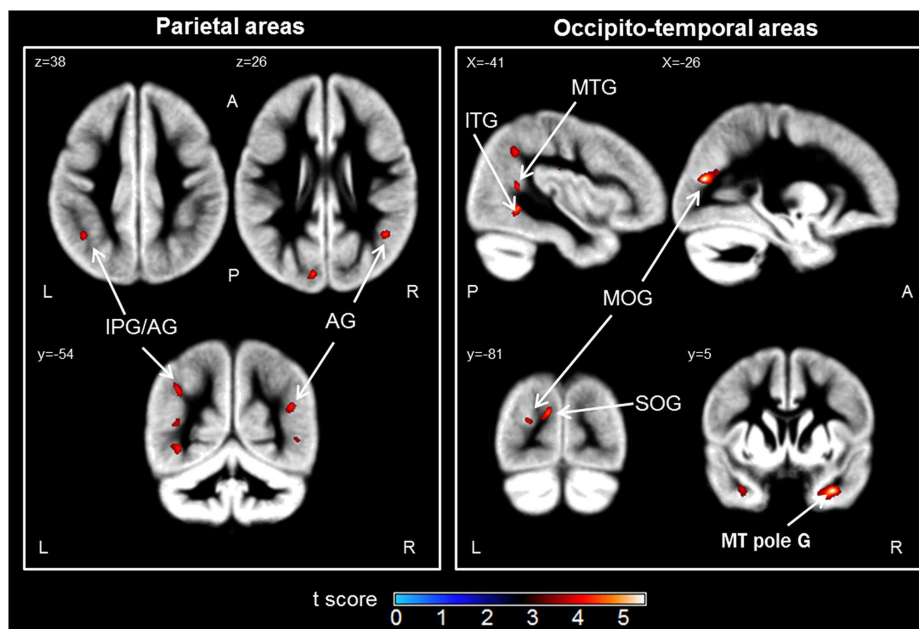 Parietal areas
z=38
z=26
A
L
P
R
IPG/AG
AG
y=-54
L
R
Occipito-temporal areas
X=-41
X=-26
MTG
ITG
P
MOG
A
y=-81
y=5
SOG
L
MT pole G
R
t score
0 1 2 3 4 5